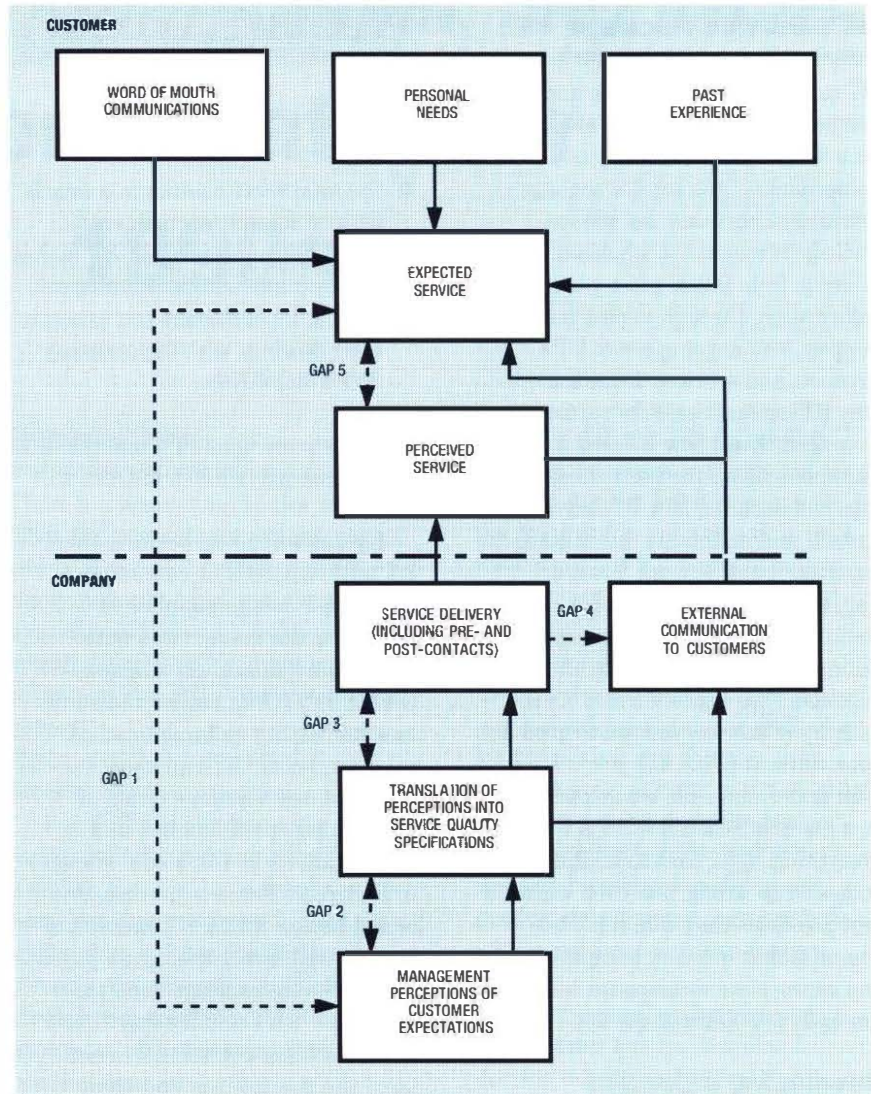 CUSTOMER
WORD OF MOUTH
COMMUNICATIONS
PERSONAL
NEEDS
PAST
EXPERIENCE
EXPECTED
SERVICE
GAP 5
PERCEIVED
SERVICE
COMPANY
SERVICE DELIVERY
(INCLUDING PRE- AND
POST-CONTACTS)
GAP 4
EXTERNAL
COMMUNICATION
TO CUSTOMERS
GAP 3
GAP 1
TRANSLATION OF
PERCEPTIONS INTO
SERVICE QUALITY
SPECIFICATIONS
GAP 2
MANAGEMENT
PERCEPTIONS OF
CUSTOMER
EXPECTATIONS